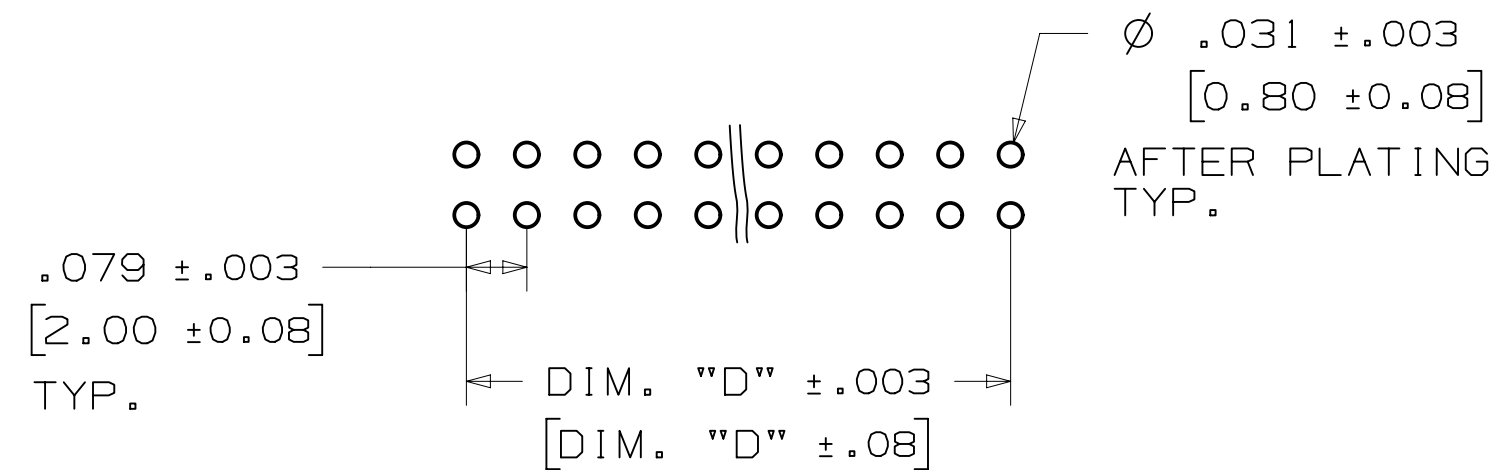 Ø .031 ±.003
[0.80 ±0.08]
AFTER PLATING
TYP.
.079 ±.003
[2.00 ±0.08]
TYP.
DIM. "D" ±.003
[DIM. "D" ±.08]